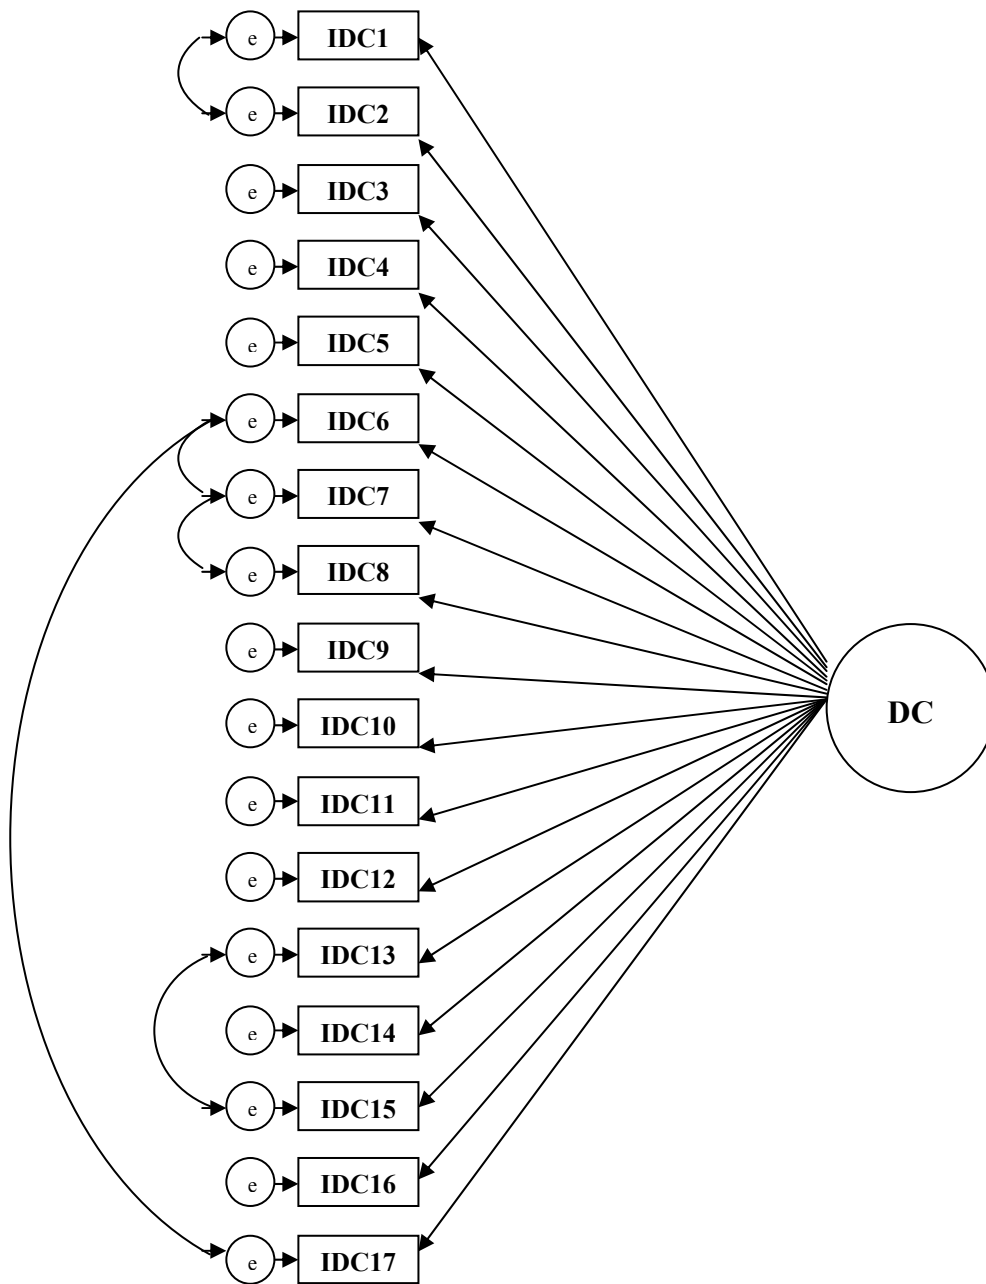 e IDC1
e IDC2
e IDC3
e IDC4
e IDC5
e IDC6
e IDC7
e IDC8
e IDC9
DC
e IDC10
e IDC11
e IDC12
e IDC13
e IDC14
e IDC15
e IDC16
e IDC17